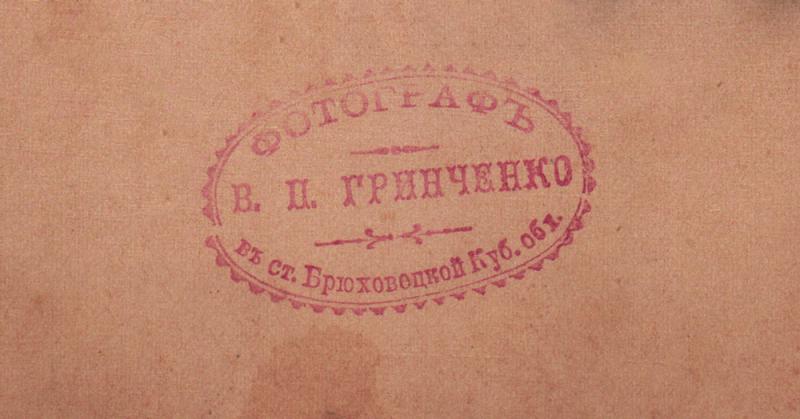 ФОТОГРАФЪ
В. П. ГРИНЧЕНКО
въ ст. Брюховецкой Куб. обл.